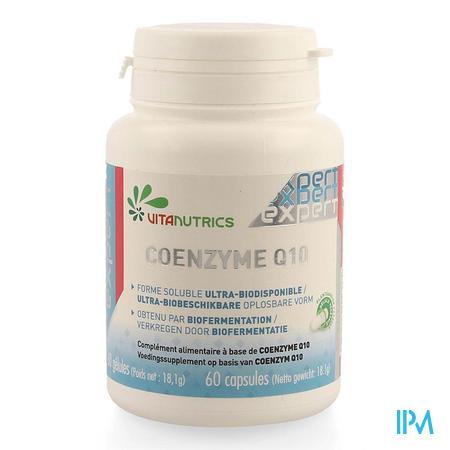 expert
expert
expert
VITANUTRICS
COENZYME Q10
FORME SOLUBLE ULTRA-BIODISPONIBLE /
ULTRA-BIOBESCHIKBARE OPLOSBARE VORM
OBTENU PAR BIOFERMENTATION /
VERKREGEN DOOR BIOFERMENTATIE
Complément alimentaire à base de COENZYME Q10
Voedingssupplement op basis van COENZYM Q10
gélules (Poids net : 18,1g)
60 capsules (Netto gewicht: 18.1g)
IPM